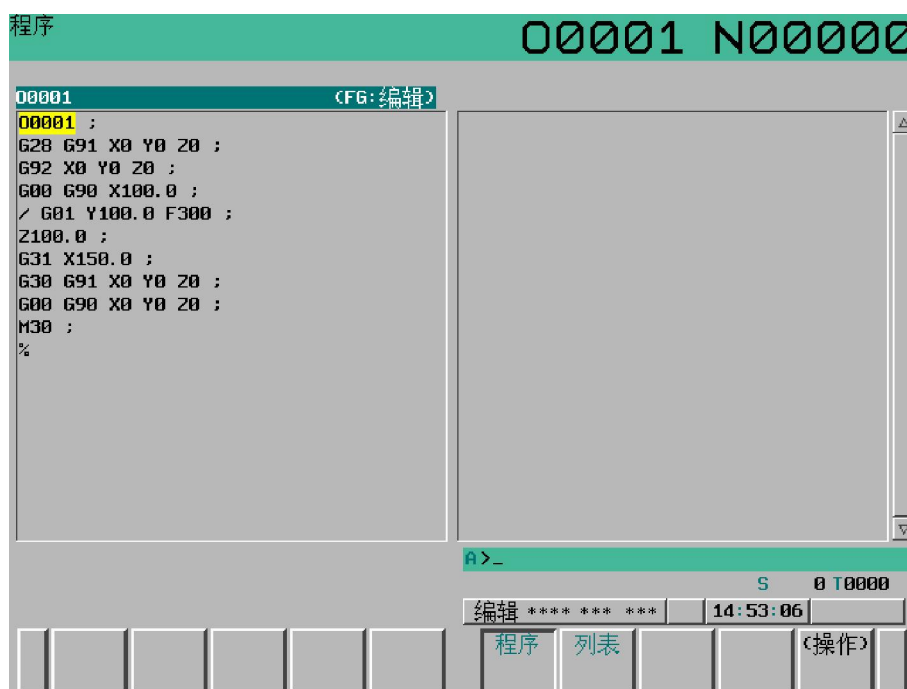 程序
O0001 N00000
O0001 (FG:编辑)
O0001 ;
G28 G91 X0 Y0 Z0 ;
G92 X0 Y0 Z0 ;
G00 G90 X100.0 ;
/ G01 Y100.0 F300 ;
Z100.0 ;
G31 X150.0 ;
G30 G91 X0 Y0 Z0 ;
G00 G90 X0 Y0 Z0 ;
M30 ;
%
A>_
S 0 T0000
编辑 **** *** ***
14:53:06
程序 列表 (操作)